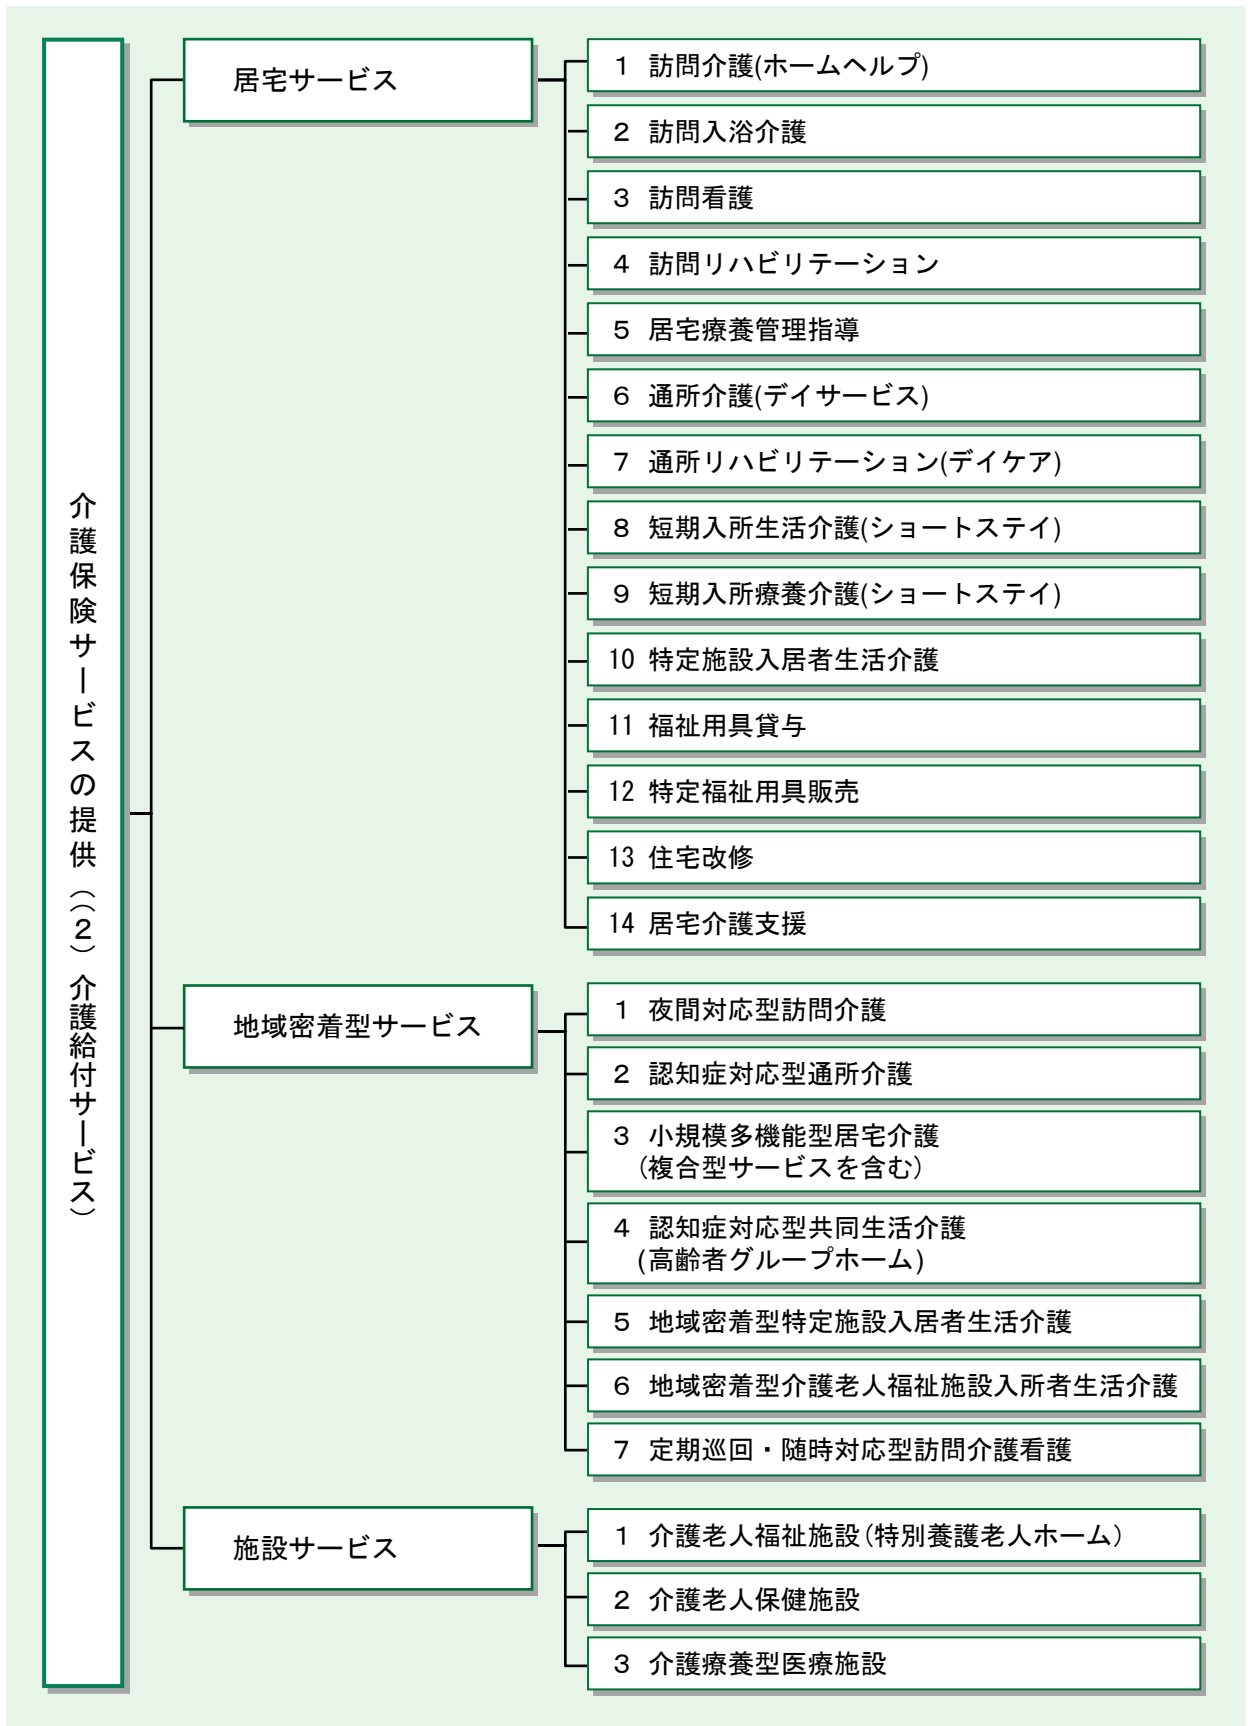 介護保険サービスの提供（（2）介護給付サービス）
居宅サービス
1 訪問介護(ホームヘルプ)
2 訪問入浴介護
3 訪問看護
4 訪問リハビリテーション
5 居宅療養管理指導
6 通所介護(デイサービス)
7 通所リハビリテーション(デイケア)
8 短期入所生活介護(ショートステイ)
9 短期入所療養介護(ショートステイ)
10 特定施設入居者生活介護
11 福祉用具貸与
12 特定福祉用具販売
13 住宅改修
14 居宅介護支援
地域密着型サービス
1 夜間対応型訪問介護
2 認知症対応型通所介護
3 小規模多機能型居宅介護
(複合型サービスを含む)
4 認知症対応型共同生活介護
(高齢者グループホーム)
5 地域密着型特定施設入居者生活介護
6 地域密着型介護老人福祉施設入所者生活介護
7 定期巡回・随時対応型訪問介護看護
施設サービス
1 介護老人福祉施設(特別養護老人ホーム)
2 介護老人保健施設
3 介護療養型医療施設